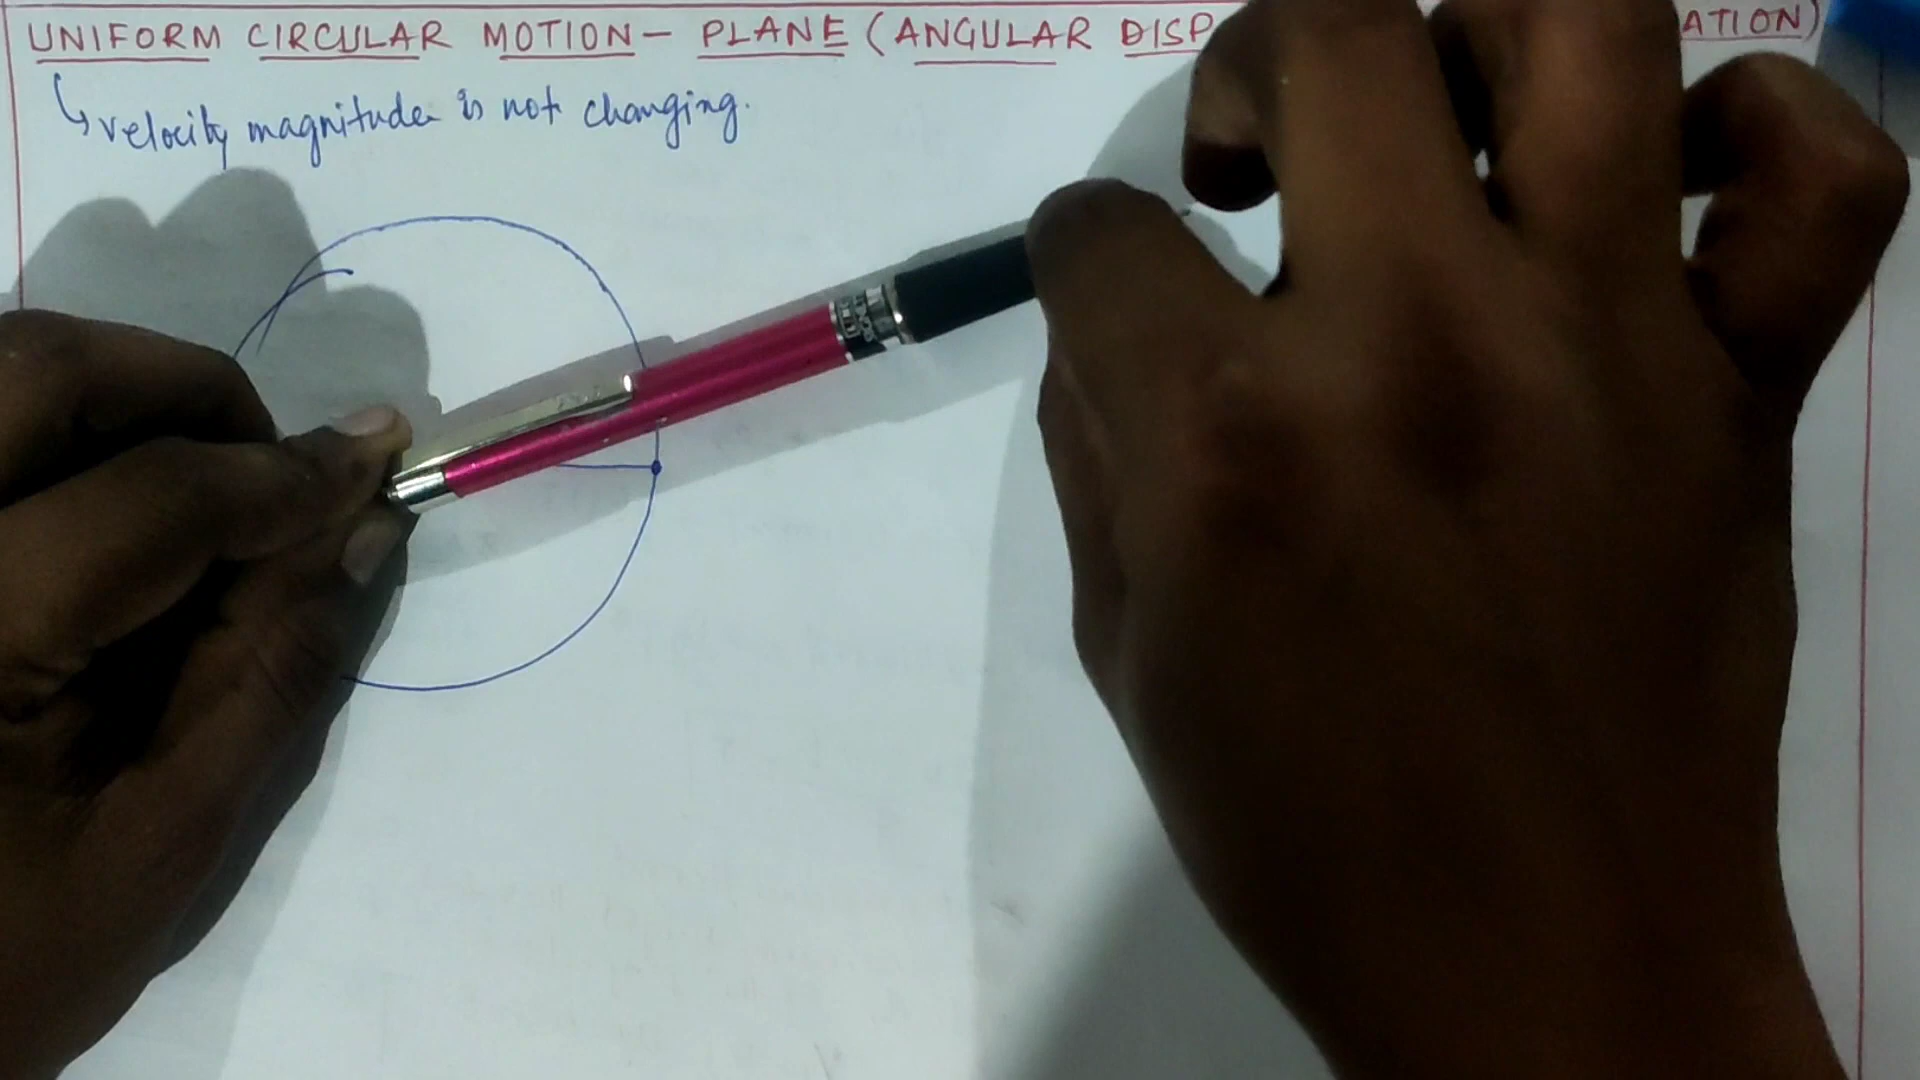 UNIFORM CIRCULAR MOTION - PLANE (ANGULAR DISP ATION)
↳ velocity magnitude is not changing.